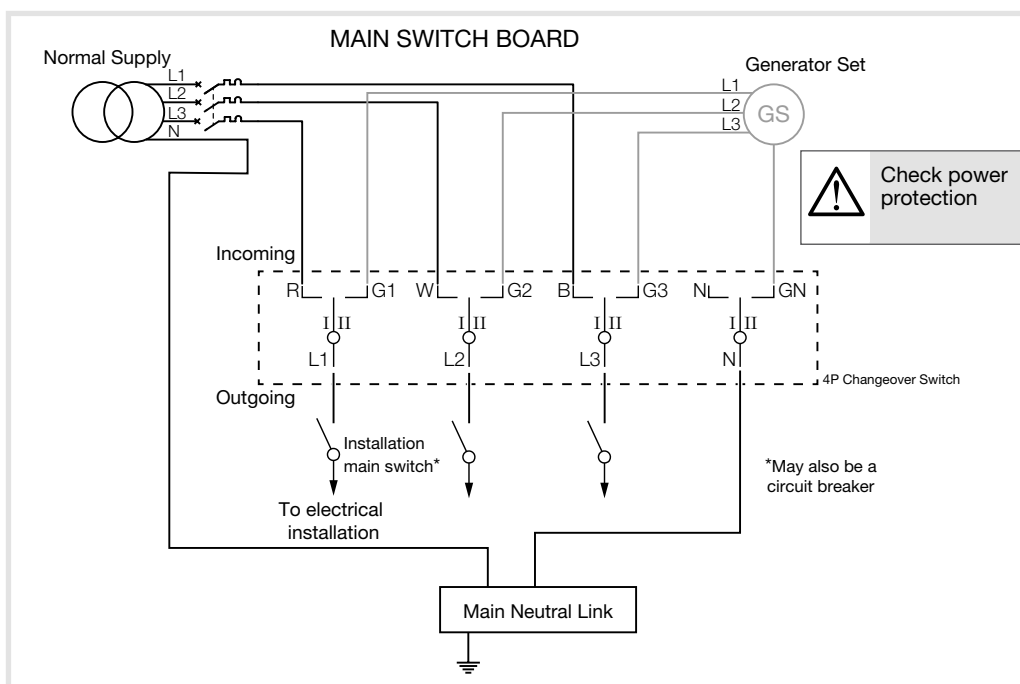 MAIN SWITCH BOARD
Normal Supply
L1
L2
L3
N
Generator Set
L1
L2
L3
GS
Check power
protection
Incoming
R G1 W G2 B G3 N GN
I II I II I II I II
L1 L2 L3 N
4P Changeover Switch
Outgoing
Installation
main switch*
To electrical
installation
*May also be a
circuit breaker
Main Neutral Link